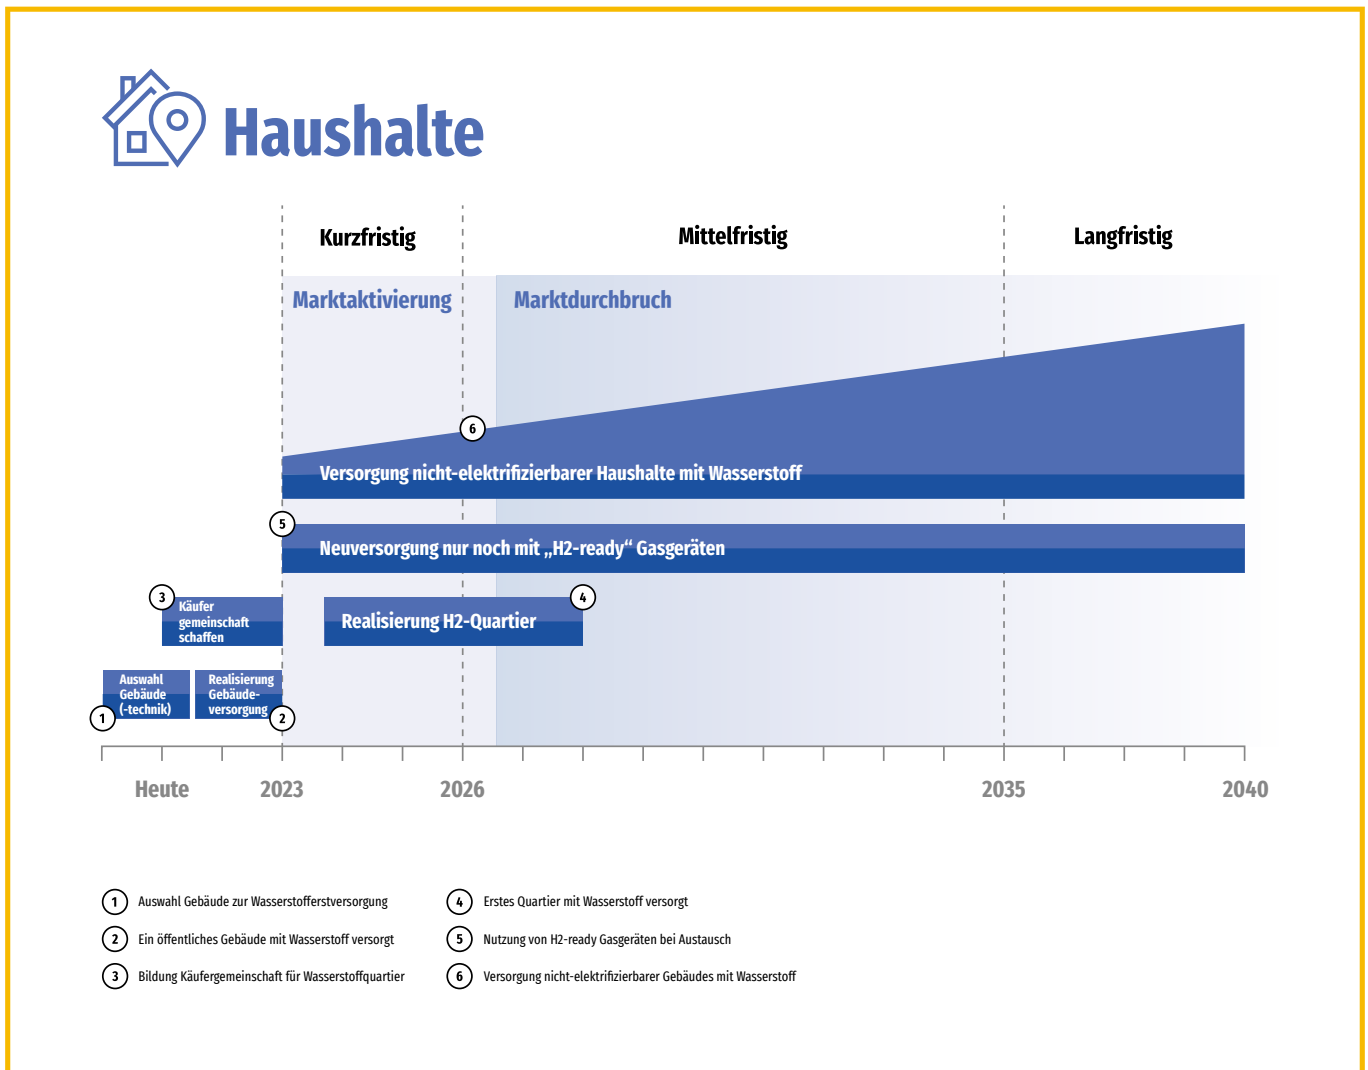 Haushalte
Kurzfristig
Mittelfristig
Langfristig
Marktaktivierung
Marktdurchbruch
6
Versorgung nicht-elektrifizierbarer Haushalte mit Wasserstoff
5
Neuversorgung nur noch mit „H2-ready“ Gasgeräten
3
Käufer
gemeinschaft
schaffen
Realisierung H2-Quartier
4
Auswahl
Gebäude
(-technik)
1
Realisierung
Gebäude-
versorgung
2
Heute
2023
2026
2035
2040
1 Auswahl Gebäude zur Wasserstofferstversorgung
2 Ein öffentliches Gebäude mit Wasserstoff versorgt
3 Bildung Käufergemeinschaft für Wasserstoffquartier
4 Erstes Quartier mit Wasserstoff versorgt
5 Nutzung von H2-ready Gasgeräten bei Austausch
6 Versorgung nicht-elektrifizierbarer Gebäudes mit Wasserstoff